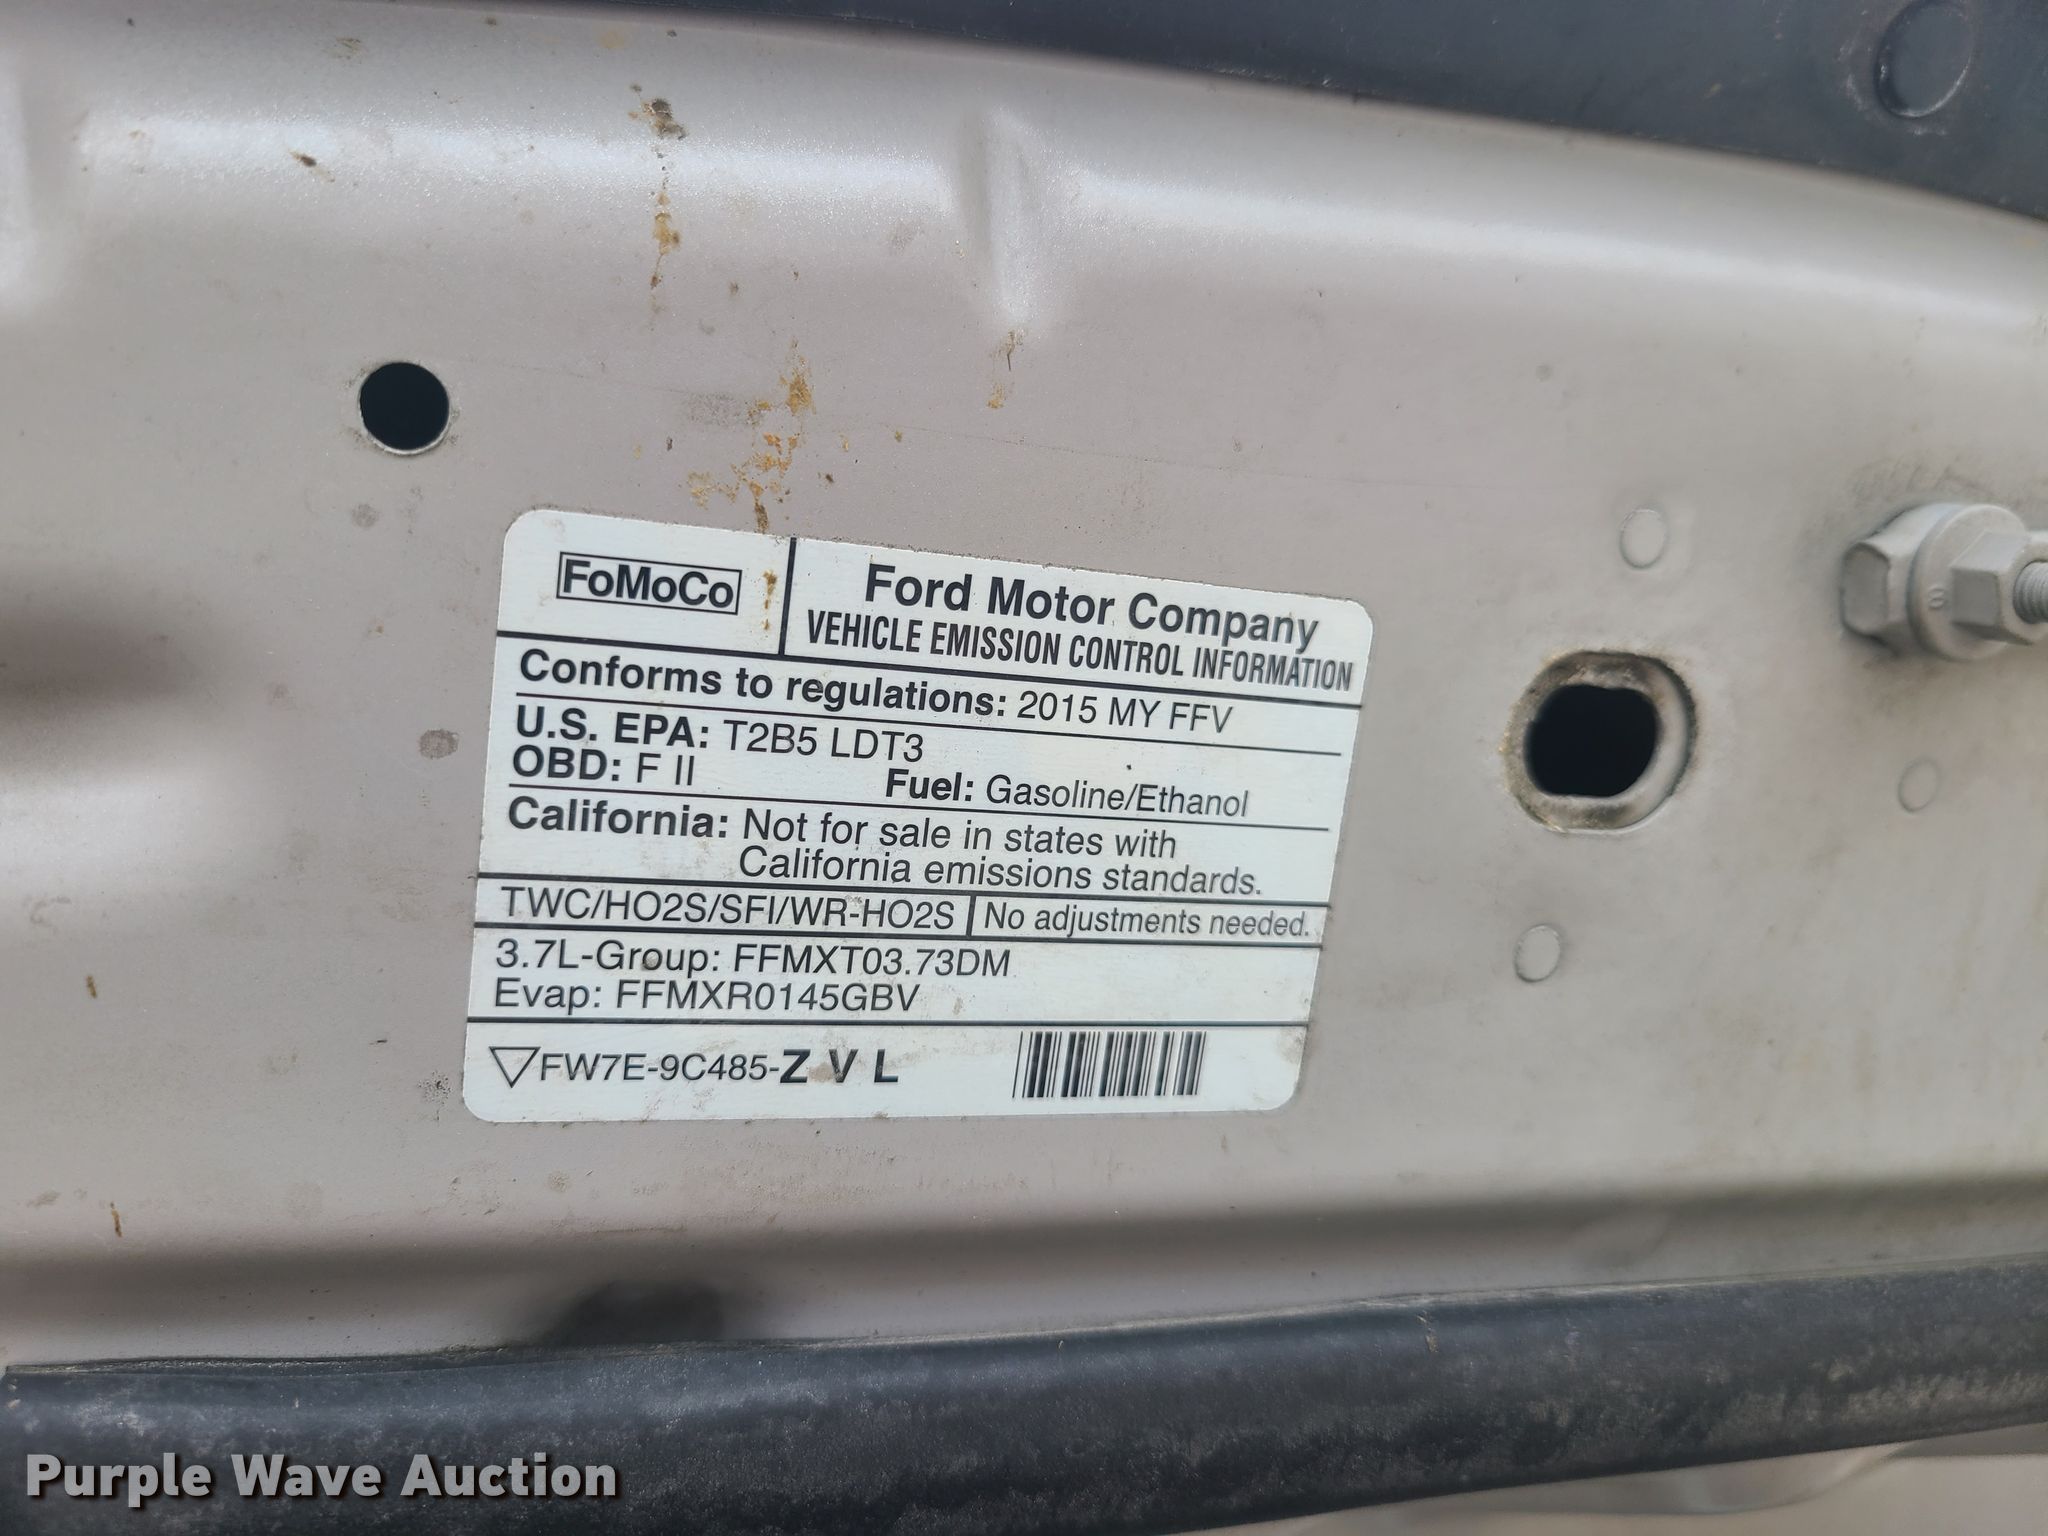 FoMoCo
Ford Motor Company
VEHICLE EMISSION CONTROL INFORMATION
Conforms to regulations: 2015 MY FFV
U.S. EPA: T2B5 LDT3
OBD: F II Fuel: Gasoline/Ethanol
California: Not for sale in states with
California emissions standards.
TWC/HO2S/SFI/WR-HO2S No adjustments needed.
3.7L-Group: FFMXT03.73DM
Evap: FFMXR0145GBV
FW7E-9C485-Z V L
Purple Wave Auction